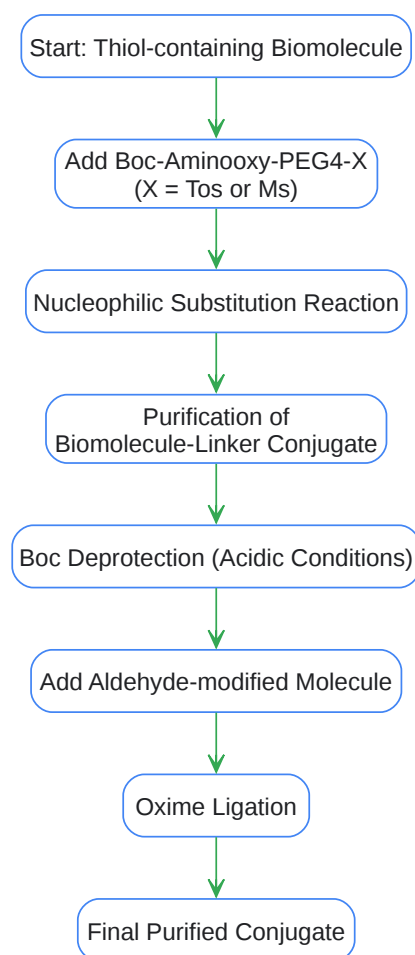 Start: Thiol-containing Biomolecule
Add Boc-Aminooxy-PEG4-X
(X = Tos or Ms)
Nucleophilic Substitution Reaction
Purification of
Biomolecule-Linker Conjugate
Boc Deprotection (Acidic Conditions)
Add Aldehyde-modified Molecule
Oxime Ligation
Final Purified Conjugate